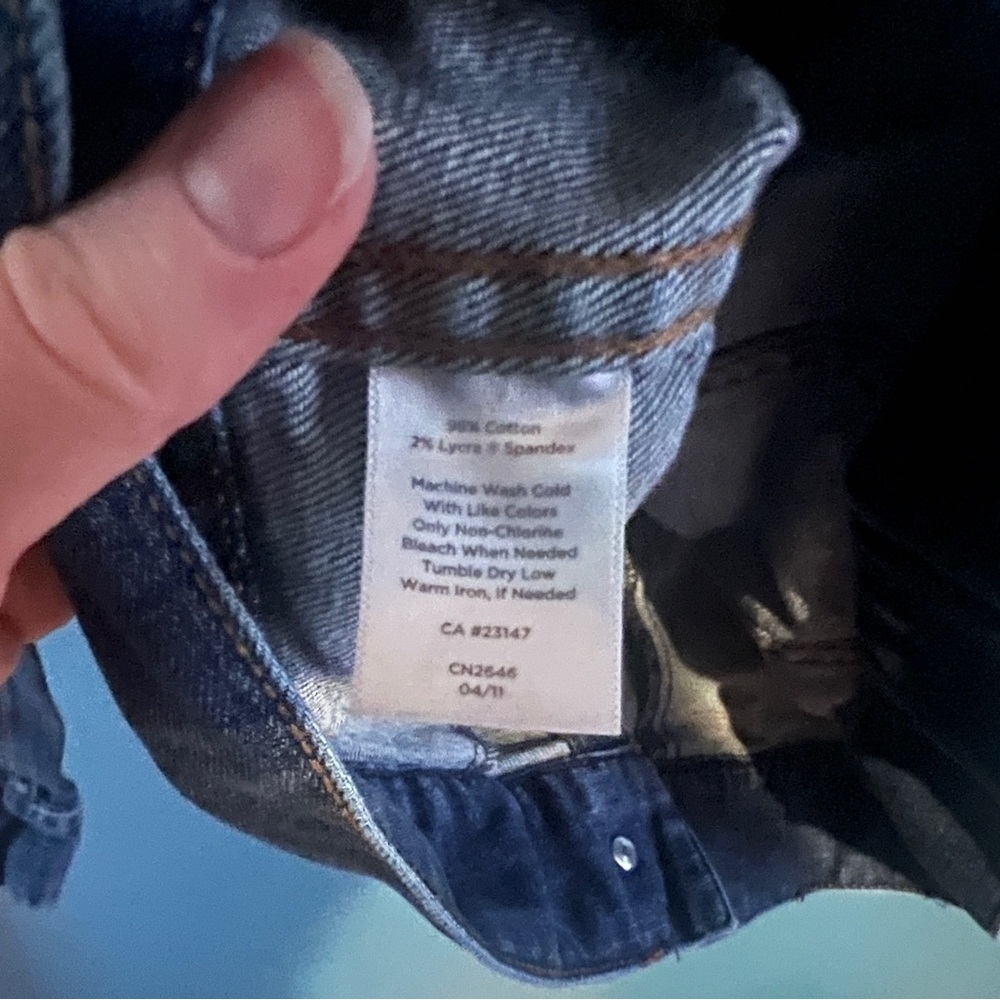 98% Cotton
2% Lycra ® Spandex
Machine Wash Cold
With Like Colors
Only Non-Chlorine
Bleach When Needed
Tumble Dry Low
Warm Iron, If Needed
CA #23147
CN2646
04/11